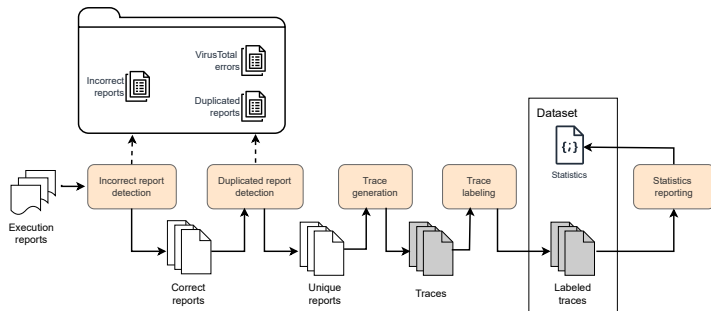 VirusTotal
errors
Incorrect
reports
Duplicated
reports
Dataset
{;}
Statistics
Incorrect report
detection
Duplicated report
detection
Trace
generation
Trace
labeling
Statistics
reporting
Execution
reports
Correct
reports
Unique
reports
Traces
Labeled
traces